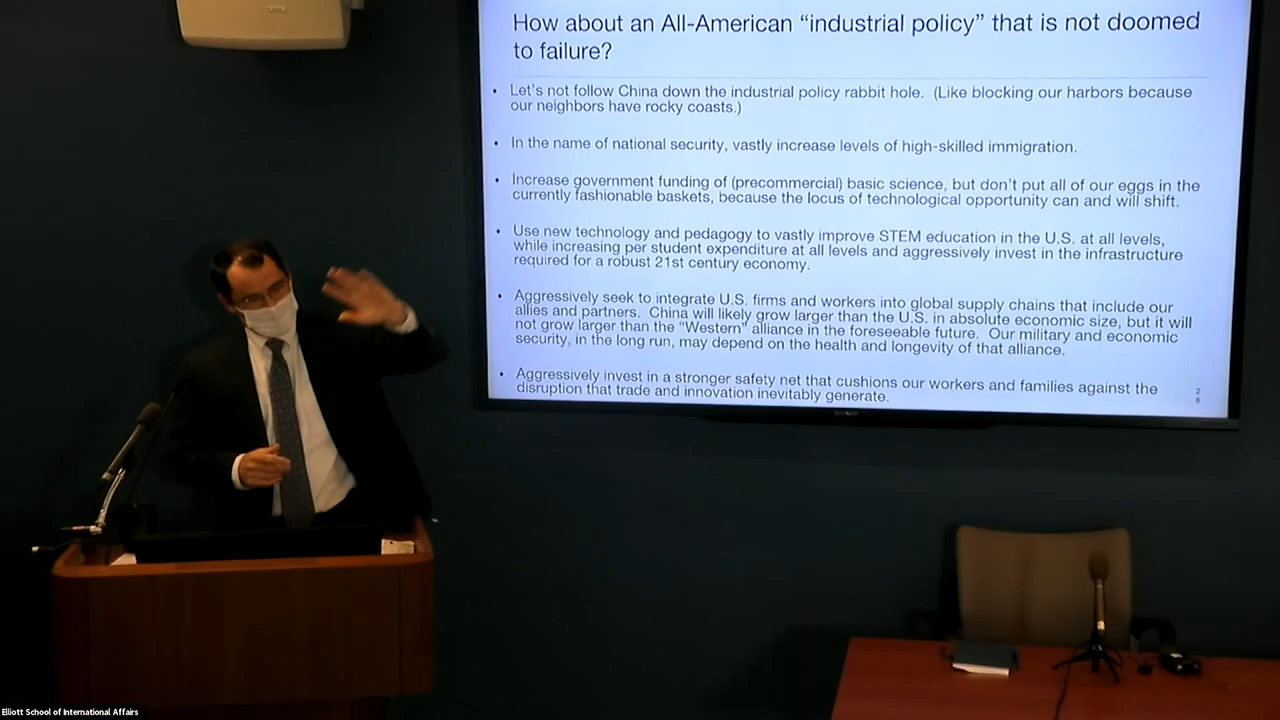 How about an All-American “industrial policy” that is not doomed
to failure?
• Let’s not follow China down the industrial policy rabbit hole. (Like blocking our harbors because
our neighbors have rocky coasts.)
• In the name of national security, vastly increase levels of high-skilled immigration.
• Increase government funding of (precommercial) basic science, but don’t put all of our eggs in the
currently fashionable baskets, because the locus of technological opportunity can and will shift.
• Use new technology and pedagogy to vastly improve STEM education in the U.S. at all levels,
while increasing per student expenditure at all levels and aggressively invest in the infrastructure
required for a robust 21st century economy.
• Aggressively seek to integrate U.S. firms and workers into global supply chains that include our
allies and partners. China will likely grow larger than the U.S. in absolute economic size, but it will
not grow larger than the “Western” alliance in the foreseeable future. Our military and economic
security, in the long run, may depend on the health and longevity of that alliance.
• Aggressively invest in a stronger safety net that cushions our workers and families against the
disruption that trade and innovation inevitably generate.
Elliott School of International Affairs